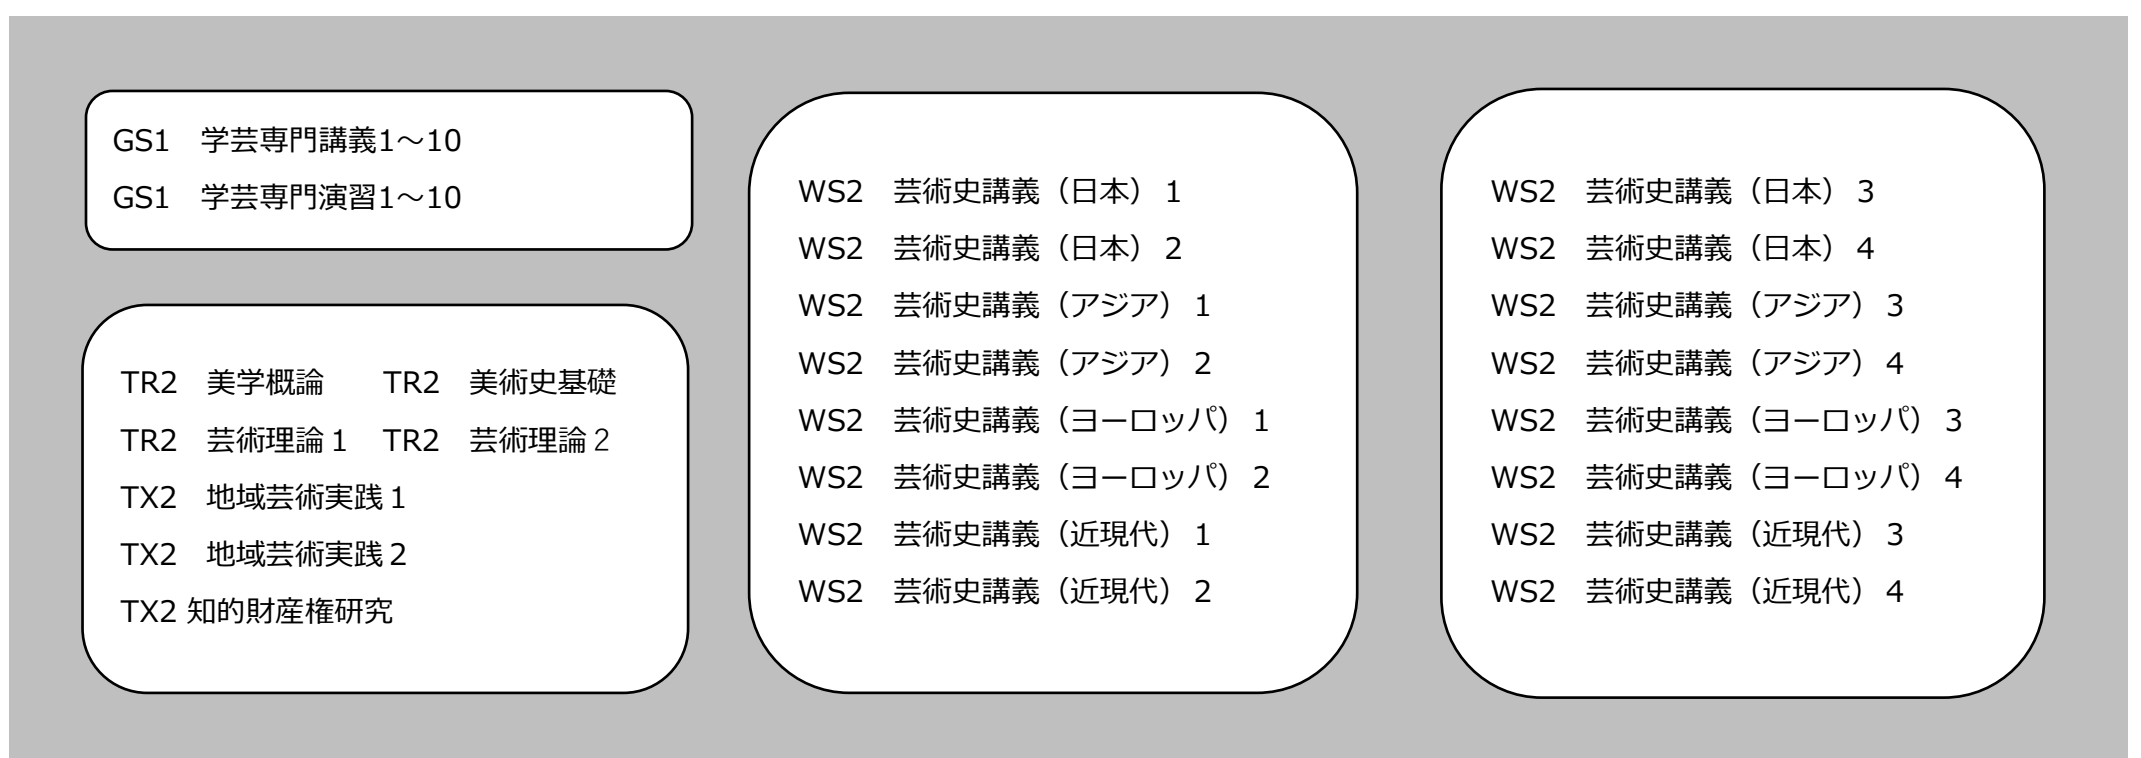 GS1　学芸専門講義1～10
GS1　学芸専門演習1～10
TR2　美学概論　　TR2　美術史基礎
TR2　芸術理論１　TR2　芸術理論２
TX2　地域芸術実践１
TX2　地域芸術実践２
TX2 知的財産権研究
WS2　芸術史講義（日本）1
WS2　芸術史講義（日本）2
WS2　芸術史講義（アジア）1
WS2　芸術史講義（アジア）2
WS2　芸術史講義（ヨーロッパ）1
WS2　芸術史講義（ヨーロッパ）2
WS2　芸術史講義（近現代）1
WS2　芸術史講義（近現代）2
WS2　芸術史講義（日本）3
WS2　芸術史講義（日本）4
WS2　芸術史講義（アジア）3
WS2　芸術史講義（アジア）4
WS2　芸術史講義（ヨーロッパ）3
WS2　芸術史講義（ヨーロッパ）4
WS2　芸術史講義（近現代）3
WS2　芸術史講義（近現代）4